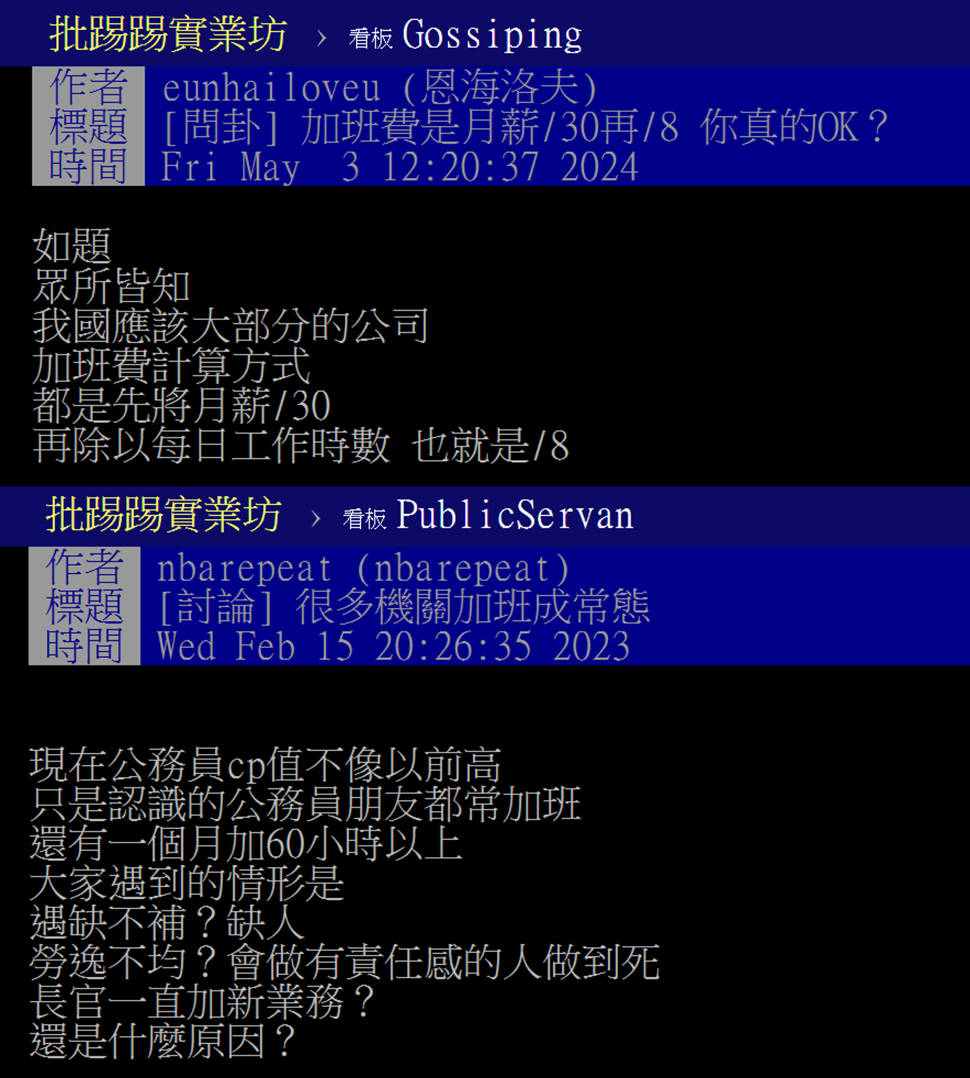 批踢踢實業坊 › 看板 Gossiping
作者 eunhailoveu (恩海洛夫)
標題 [問卦] 加班費是月薪/30再/8 你真的OK？
時間 Fri May  3 12:20:37 2024
如題
眾所皆知
我國應該大部分的公司
加班費計算方式
都是先將月薪/30
再除以每日工作時數 也就是/8
批踢踢實業坊 › 看板 PublicServan
作者 nbarepeat (nbarepeat)
標題 [討論] 很多機關加班成常態
時間 Wed Feb 15 20:26:35 2023
現在公務員cp值不像以前高
只是認識的公務員朋友都常加班
還有一個月加60小時以上
大家遇到的情形是
遇缺不補？缺人
勞逸不均？會做有責任感的人做到死
長官一直加新業務？
還是什麼原因？